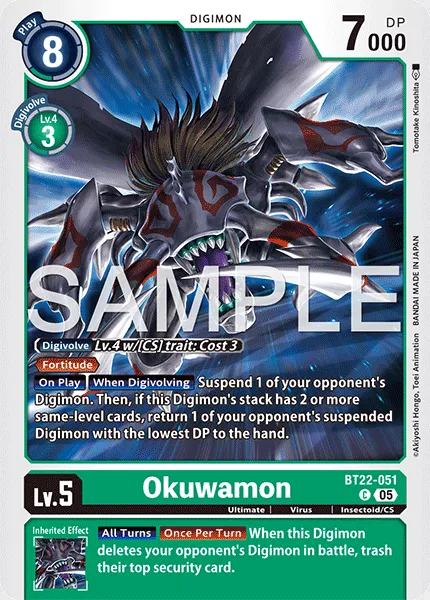 Play
8
DIGIMON
7000
DP
Digivolve
Lv.4
3
Tomotake Kinoshita
©Akiyoshi Hongo, Toei Animation BANDAI MADE IN JAPAN
SAMPLE
Digivolve Lv.4 w/[CS] trait: Cost 3
Fortitude
On Play When Digivolving Suspend 1 of your opponent's
Digimon. Then, if this Digimon's stack has 2 or more
same-level cards, return 1 of your opponent's suspended
Digimon with the lowest DP to the hand.
Lv.5
Okuwamon
BT22-051
C 05
Ultimate Virus Insectoid/CS
Inherited Effect
All Turns Once Per Turn When this Digimon
deletes your opponent's Digimon in battle, trash
their top security card.